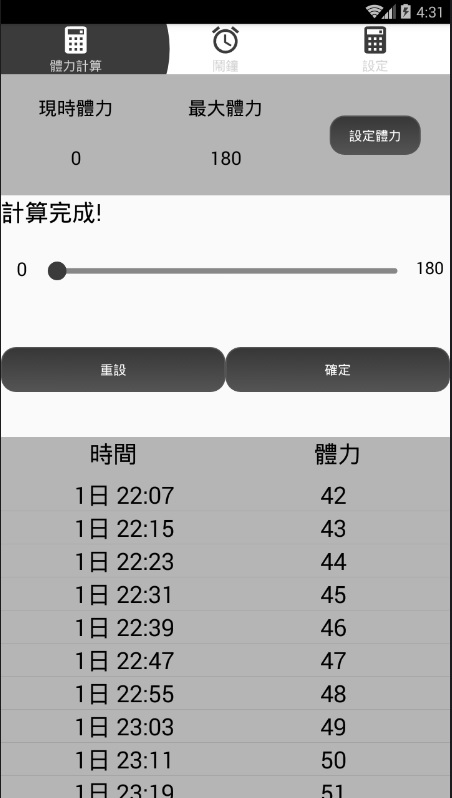 4:31
體力計算 鬧鐘 設定
現時體力 最大體力
設定體力
0 180
計算完成!
0 180
重設 確定
時間 體力
1日 22:07 42
1日 22:15 43
1日 22:23 44
1日 22:31 45
1日 22:39 46
1日 22:47 47
1日 22:55 48
1日 23:03 49
1日 23:11 50
1日 23:19 51